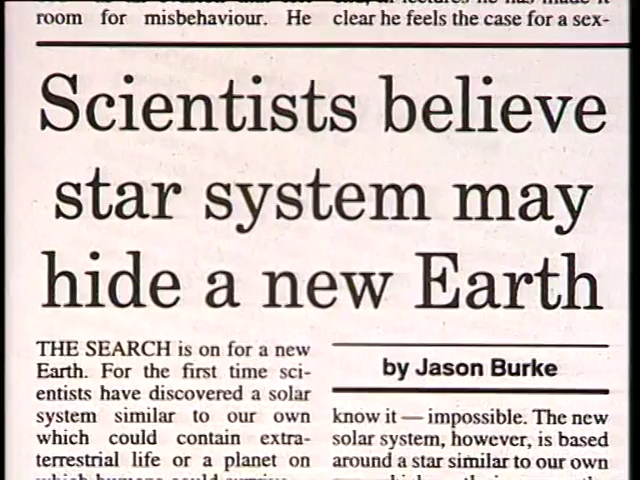 room for misbehaviour. He
clear he feels the case for a sex-
Scientists believe
star system may
hide a new Earth
THE SEARCH is on for a new
Earth. For the first time sci-
entists have discovered a solar
system similar to our own
which could contain extra-
terrestrial life or a planet on
by Jason Burke
know it — impossible. The new
solar system, however, is based
around a star similar to our own